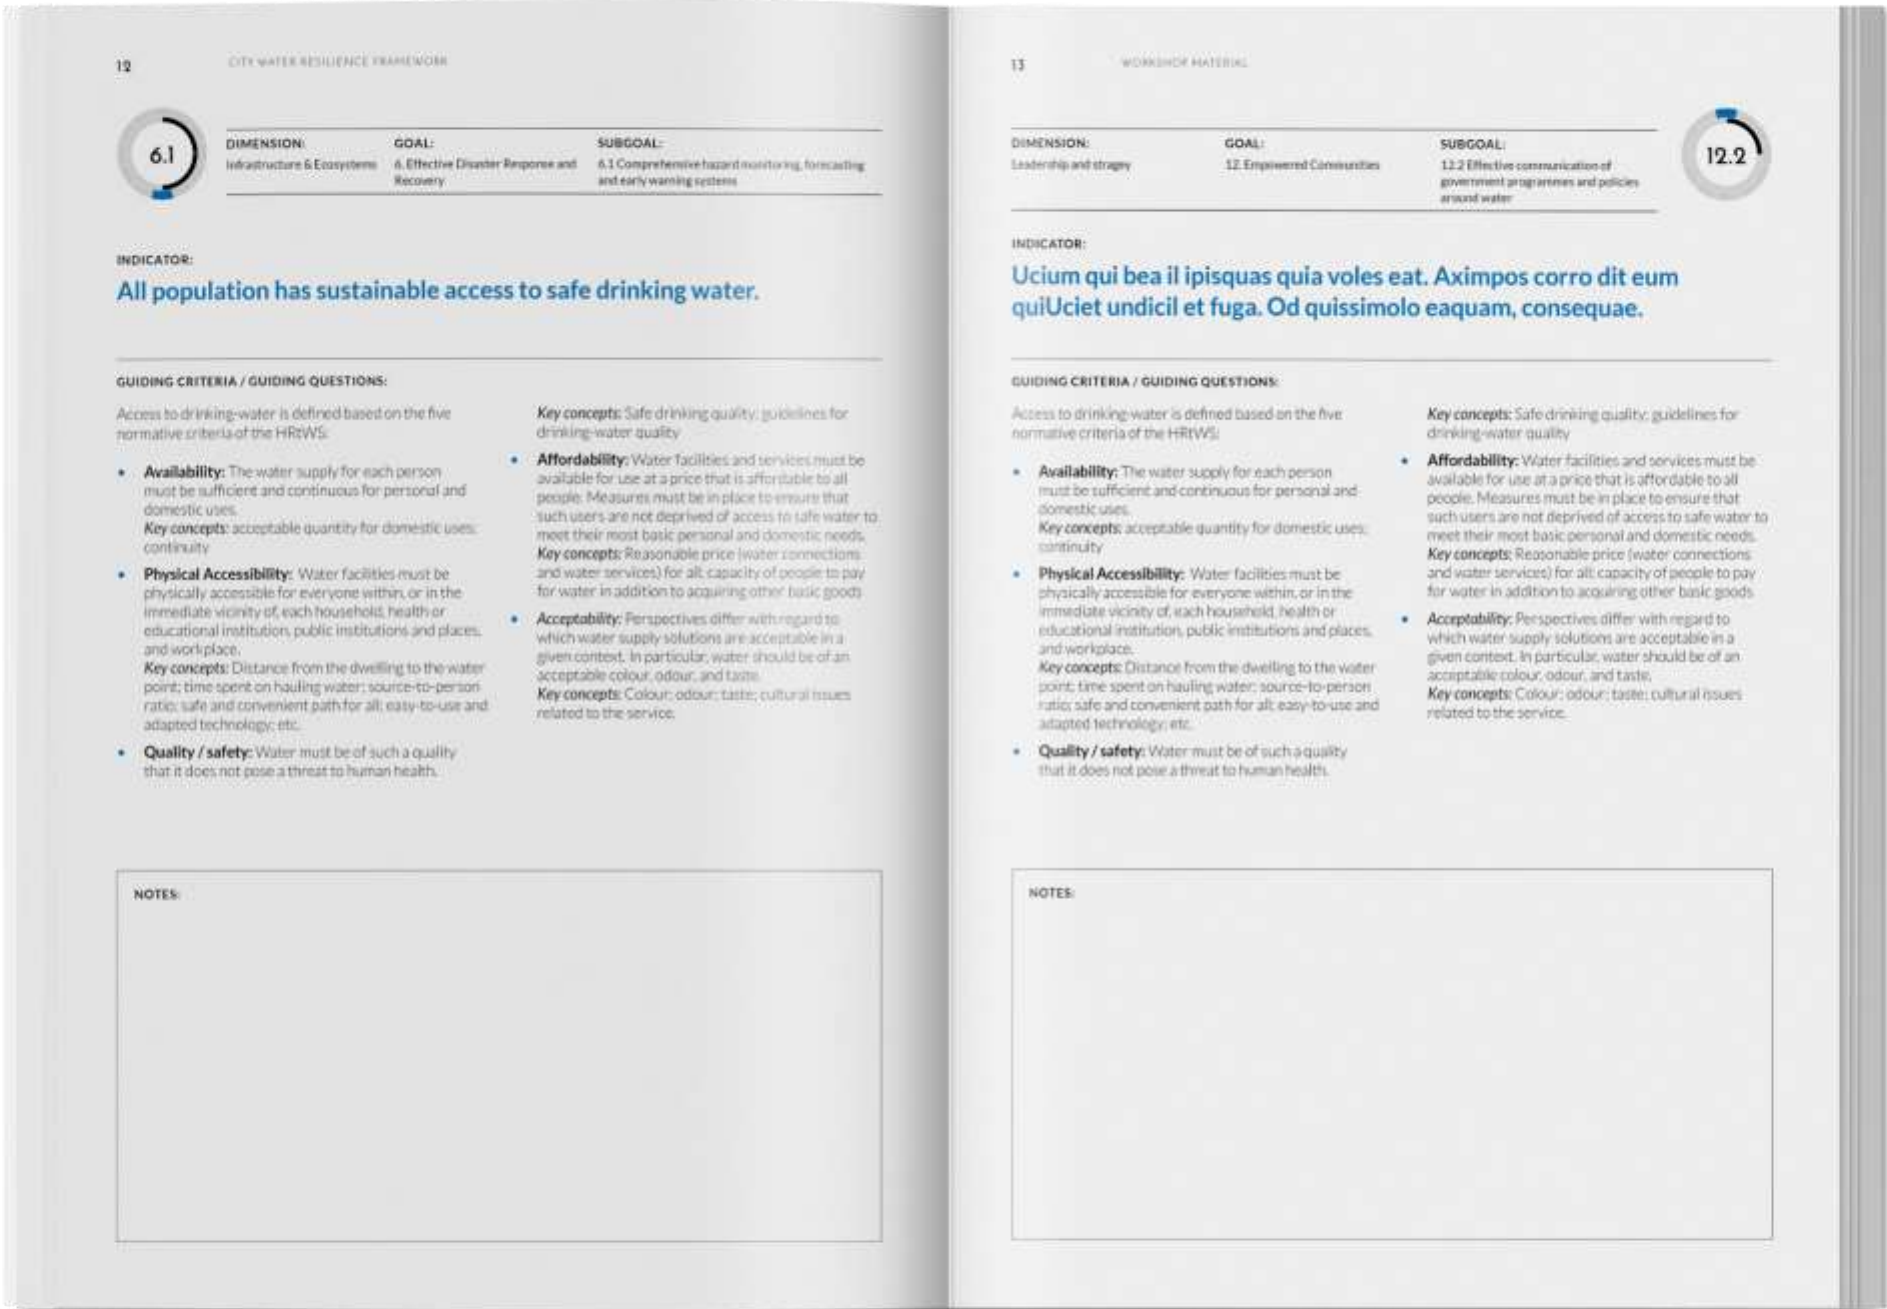 12
CITY WATER RESILIENCE FRAMEWORK
6.1
DIMENSION:
Infrastructure & Ecosystems
GOAL:
6. Effective Disaster Response and
Recovery
SUBGOAL:
6.1 Comprehensive hazard monitoring, forecasting
and early warning systems
INDICATOR:
All population has sustainable access to safe drinking water.
GUIDING CRITERIA / GUIDING QUESTIONS:
Access to drinking-water is defined based on the five
normative criteria of the HRtWS:
• Availability: The water supply for each person
must be sufficient and continuous for personal and
domestic uses.
Key concepts: acceptable quantity for domestic uses;
continuity
• Physical Accessibility: Water facilities must be
physically accessible for everyone within, or in the
immediate vicinity of, each household, health or
educational institution, public institutions and places,
and workplace.
Key concepts: Distance from the dwelling to the water
point; time spent on hauling water; source-to-person
ratio; safe and convenient path for all; easy-to-use and
adapted technology; etc.
• Quality / safety: Water must be of such a quality
that it does not pose a threat to human health.
Key concepts: Safe drinking quality; guidelines for
drinking-water quality
• Affordability: Water facilities and services must be
available for use at a price that is affordable to all
people. Measures must be in place to ensure that
such users are not deprived of access to safe water to
meet their most basic personal and domestic needs.
Key concepts: Reasonable price (water connections
and water services) for all; capacity of people to pay
for water in addition to acquiring other basic goods
• Acceptability: Perspectives differ with regard to
which water supply solutions are acceptable in a
given context. In particular, water should be of an
acceptable colour, odour, and taste.
Key concepts: Colour; odour; taste; cultural issues
related to the service.
NOTES:
13
WORKSHOP MATERIAL
DIMENSION:
Leadership and stragey
GOAL:
12. Empowered Communities
SUBGOAL:
12.2 Effective communication of
government programmes and policies
around water
12.2
INDICATOR:
Ucium qui bea il ipisquas quia voles eat. Aximpos corro dit eum
quiUciet undicil et fuga. Od quissimolo eaquam, consequae.
GUIDING CRITERIA / GUIDING QUESTIONS:
Access to drinking-water is defined based on the five
normative criteria of the HRtWS:
• Availability: The water supply for each person
must be sufficient and continuous for personal and
domestic uses.
Key concepts: acceptable quantity for domestic uses;
continuity
• Physical Accessibility: Water facilities must be
physically accessible for everyone within, or in the
immediate vicinity of, each household, health or
educational institution, public institutions and places,
and workplace.
Key concepts: Distance from the dwelling to the water
point; time spent on hauling water; source-to-person
ratio; safe and convenient path for all; easy-to-use and
adapted technology; etc.
• Quality / safety: Water must be of such a quality
that it does not pose a threat to human health.
Key concepts: Safe drinking quality; guidelines for
drinking-water quality
• Affordability: Water facilities and services must be
available for use at a price that is affordable to all
people. Measures must be in place to ensure that
such users are not deprived of access to safe water to
meet their most basic personal and domestic needs.
Key concepts: Reasonable price (water connections
and water services) for all; capacity of people to pay
for water in addition to acquiring other basic goods
• Acceptability: Perspectives differ with regard to
which water supply solutions are acceptable in a
given context. In particular, water should be of an
acceptable colour, odour, and taste.
Key concepts: Colour; odour; taste; cultural issues
related to the service.
NOTES: